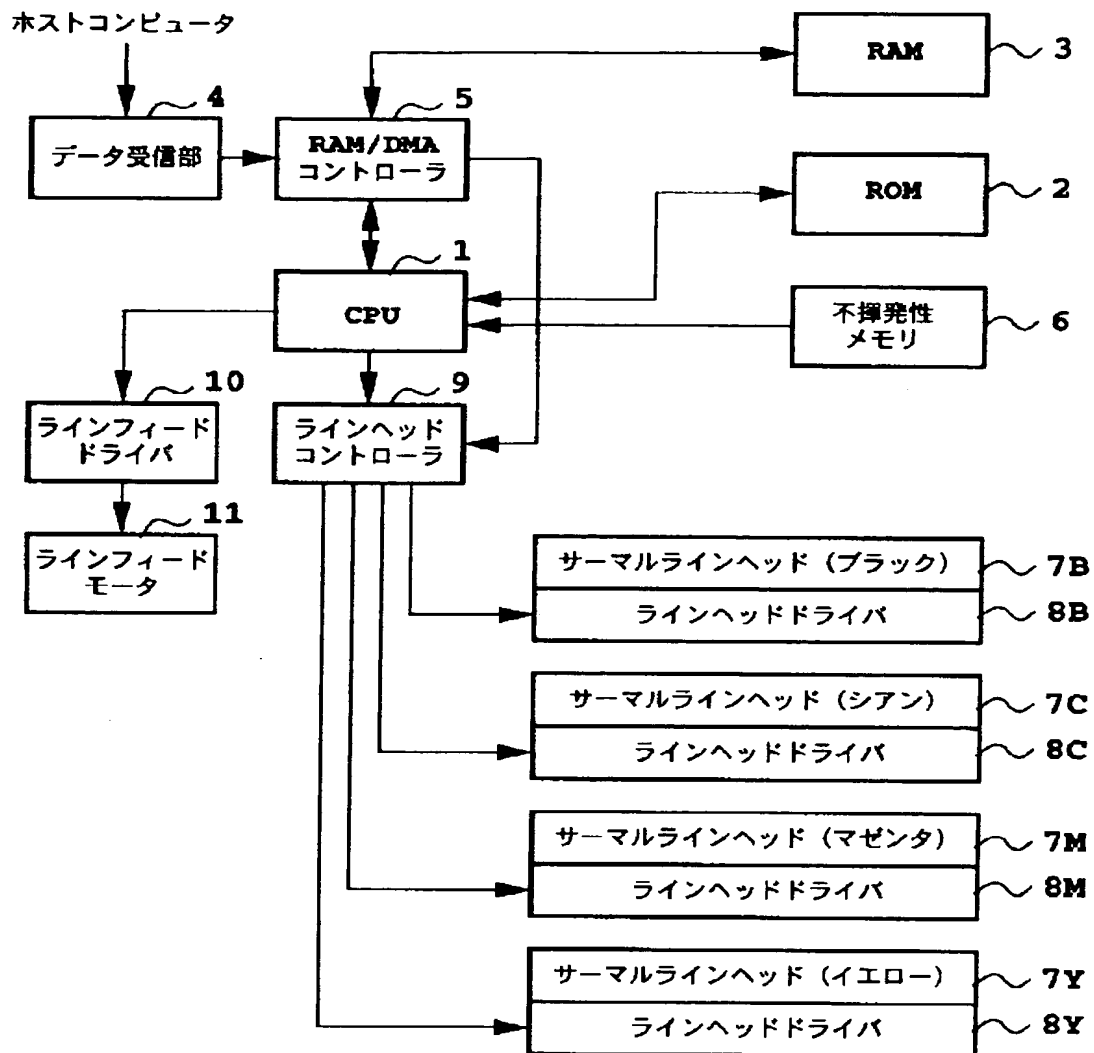 ホストコンピュータ
4
データ受信部
5
RAM/DMA
コントローラ
RAM
3
ROM
2
1
CPU
不揮発性
メモリ
6
10
ラインフィード
ドライバ
9
ラインヘッド
コントローラ
11
ラインフィード
モータ
サーマルラインヘッド（ブラック）
7B
ラインヘッドドライバ
8B
サーマルラインヘッド（シアン）
7C
ラインヘッドドライバ
8C
サーマルラインヘッド（マゼンタ）
7M
ラインヘッドドライバ
8M
サーマルラインヘッド（イエロー）
7Y
ラインヘッドドライバ
8Y